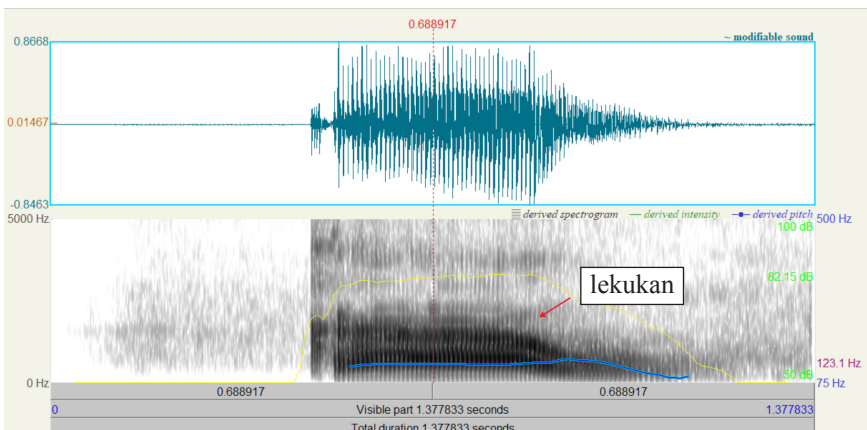 0.688917
0.8668
~ modifiable sound
0.01467
-0.8463
5000 Hz
derived spectrogram
derived intensity
derived pitch
500 Hz
100 dB
lekukan
82.15 dB
123.1 Hz
50 dB
0 Hz
75 Hz
0.688917 0.688917
0 Visible part 1.377833 seconds 1.377833
Total duration 1.377833 seconds